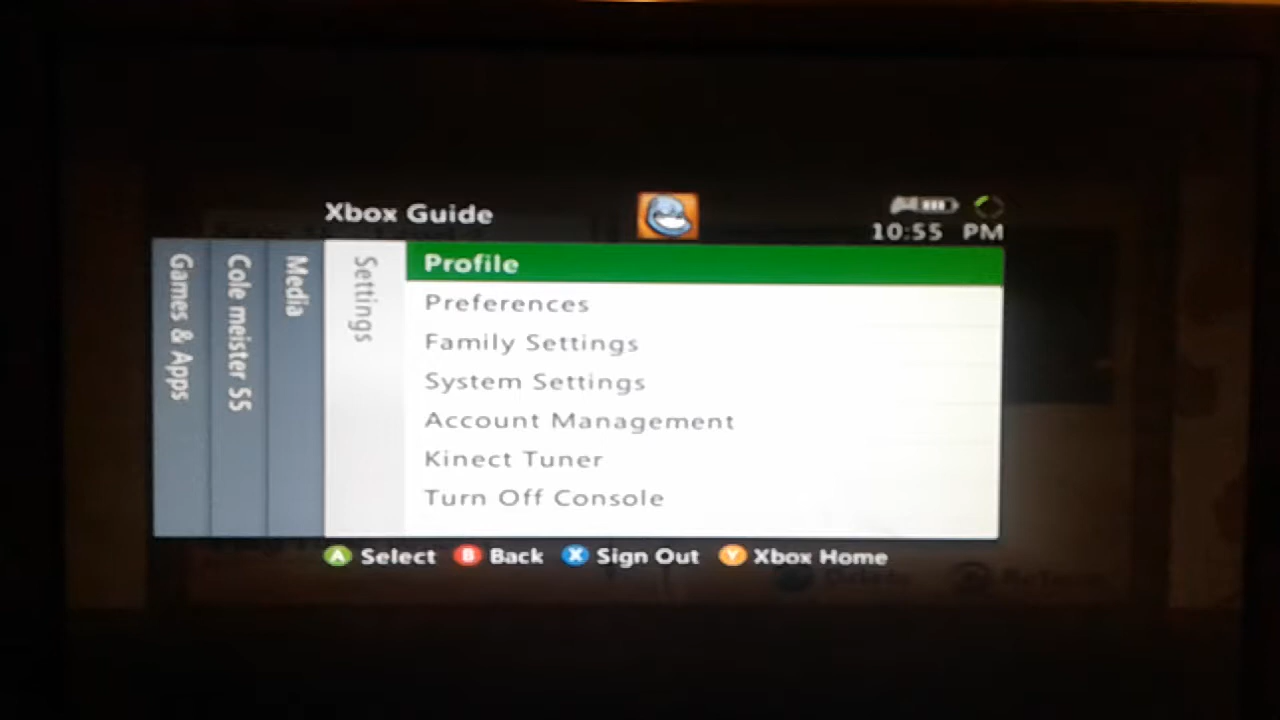 Xbox Guide
10:55 PM
Games & Apps
Cole meister SS
Media
Settings
Profile
Preferences
Family Settings
System Settings
Account Management
Kinect Tuner
Turn Off Console
A Select B Back X Sign Out Y Xbox Home